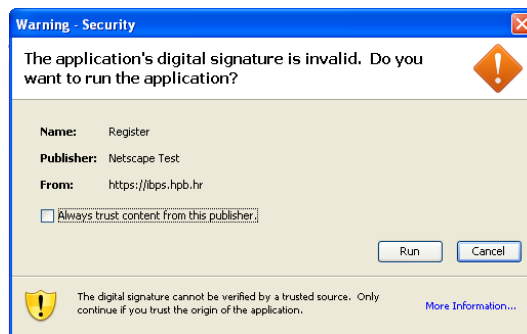 Warning - Security
The application's digital signature is invalid. Do you
want to run the application?
Name: Register
Publisher: Netscape Test
From: https://ibps.hpb.hr
Always trust content from this publisher.
Run Cancel
The digital signature cannot be verified by a trusted source. Only
continue if you trust the origin of the application.
More Information...